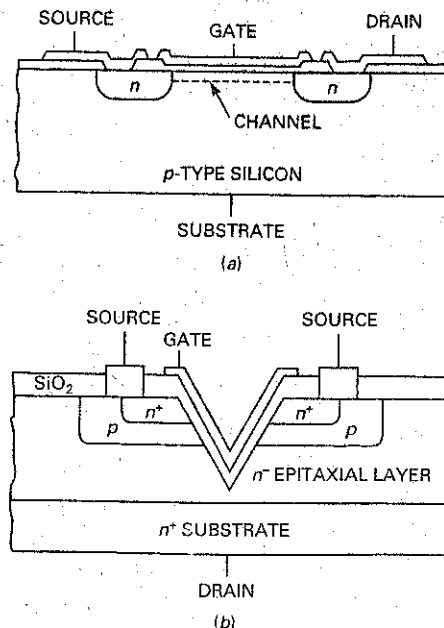 SOURCE GATE DRAIN
n n
CHANNEL
p-TYPE SILICON
SUBSTRATE
(a)
SOURCE SOURCE
GATE
SiO₂
n⁺ n⁺
p p
n⁻ EPITAXIAL LAYER
n⁺ SUBSTRATE
DRAIN
(b)